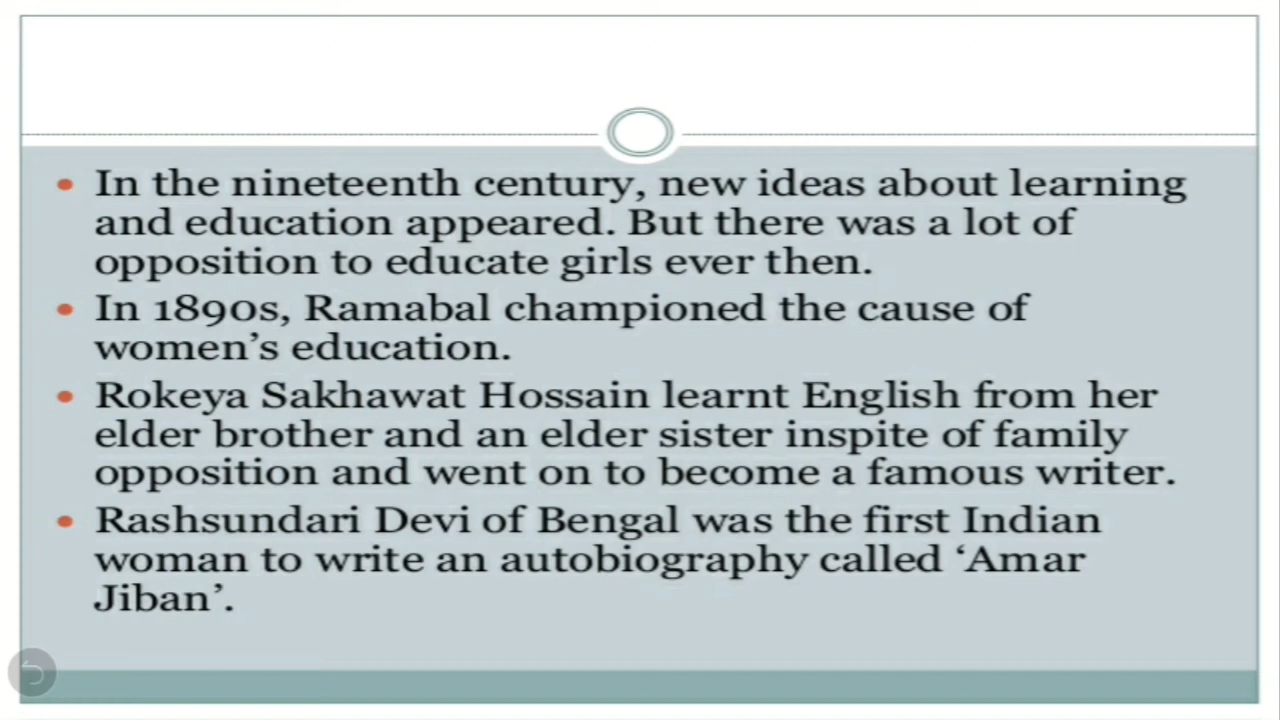 • In the nineteenth century, new ideas about learning
and education appeared. But there was a lot of
opposition to educate girls ever then.
• In 1890s, Ramabal championed the cause of
women’s education.
• Rokeya Sakhawat Hossain learnt English from her
elder brother and an elder sister inspite of family
opposition and went on to become a famous writer.
• Rashsundari Devi of Bengal was the first Indian
woman to write an autobiography called ‘Amar
Jiban’.